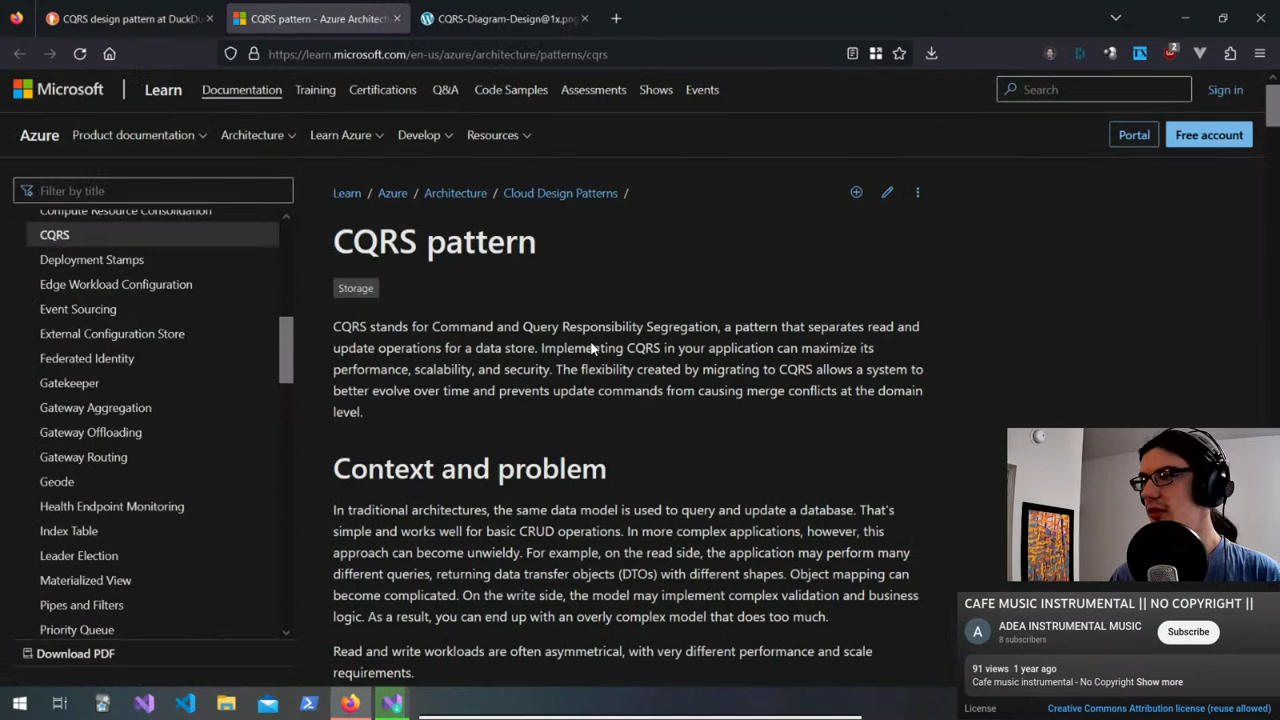 CQRS design pattern at DuckDu
CQRS pattern - Azure Architect
CQRS-Diagram-Design@1x.png
https://learn.microsoft.com/en-us/azure/architecture/patterns/cqrs
2
Microsoft
Learn
Documentation
Training
Certifications
Q&A
Code Samples
Assessments
Shows
Events
Search
Sign in
Azure
Product documentation
Architecture
Learn Azure
Develop
Resources
Portal
Free account
Filter by title
Compute Resource Consolidation
CQRS
Deployment Stamps
Edge Workload Configuration
Event Sourcing
External Configuration Store
Federated Identity
Gatekeeper
Gateway Aggregation
Gateway Offloading
Gateway Routing
Geode
Health Endpoint Monitoring
Index Table
Leader Election
Materialized View
Pipes and Filters
Priority Queue
Download PDF
Learn / Azure / Architecture / Cloud Design Patterns /
CQRS pattern
Storage
CQRS stands for Command and Query Responsibility Segregation, a pattern that separates read and
update operations for a data store. Implementing CQRS in your application can maximize its
performance, scalability, and security. The flexibility created by migrating to CQRS allows a system to
better evolve over time and prevents update commands from causing merge conflicts at the domain
level.
Context and problem
In traditional architectures, the same data model is used to query and update a database. That's
simple and works well for basic CRUD operations. In more complex applications, however, this
approach can become unwieldy. For example, on the read side, the application may perform many
different queries, returning data transfer objects (DTOs) with different shapes. Object mapping can
become complicated. On the write side, the model may implement complex validation and business
logic. As a result, you can end up with an overly complex model that does too much.
Read and write workloads are often asymmetrical, with very different performance and scale
requirements.
CAFE MUSIC INSTRUMENTAL || NO COPYRIGHT ||
A
ADEA INSTRUMENTAL MUSIC
8 subscribers
Subscribe
91 views 1 year ago
Cafe music instrumental - No Copyright Show more
License
Creative Commons Attribution license (reuse allowed)